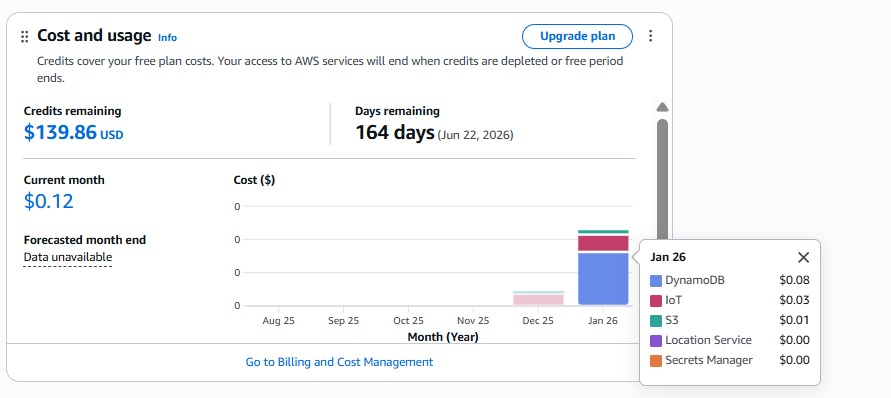 Cost and usage Info
Upgrade plan
Credits cover your free plan costs. Your access to AWS services will end when credits are depleted or free period
ends.
Credits remaining
$139.86 USD
Days remaining
164 days (Jun 22, 2026)
Current month
$0.12
Forecasted month end
Data unavailable
Cost ($)
0
0
0
0
Aug 25 Sep 25 Oct 25 Nov 25 Dec 25 Jan 26
Month (Year)
Jan 26
DynamoDB $0.08
IoT $0.03
S3 $0.01
Location Service $0.00
Secrets Manager $0.00
Go to Billing and Cost Management